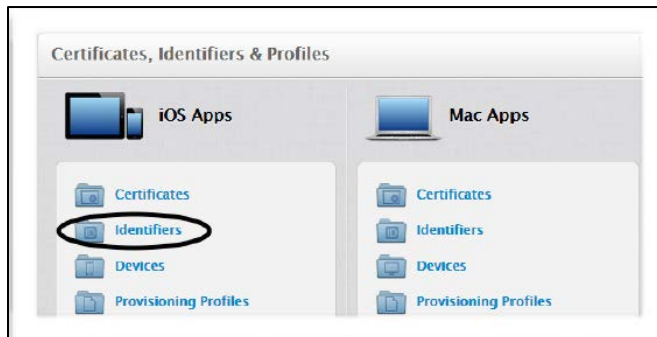 Certificates, Identifiers & Profiles
iOS Apps
Certificates
Identifiers
Devices
Provisioning Profiles
Mac Apps
Certificates
Identifiers
Devices
Provisioning Profiles